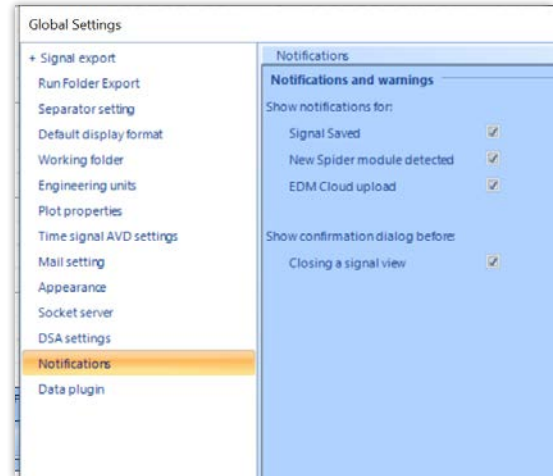 Global Settings
+ Signal export
Run Folder Export
Separator setting
Default display format
Working folder
Engineering units
Plot properties
Time signal AVD settings
Mail setting
Appearance
Socket server
DSA settings
Notifications
Data plugin
Notifications
Notifications and warnings
Show notifications for:
Signal Saved
New Spider module detected
EDM Cloud upload
Show confirmation dialog before:
Closing a signal view